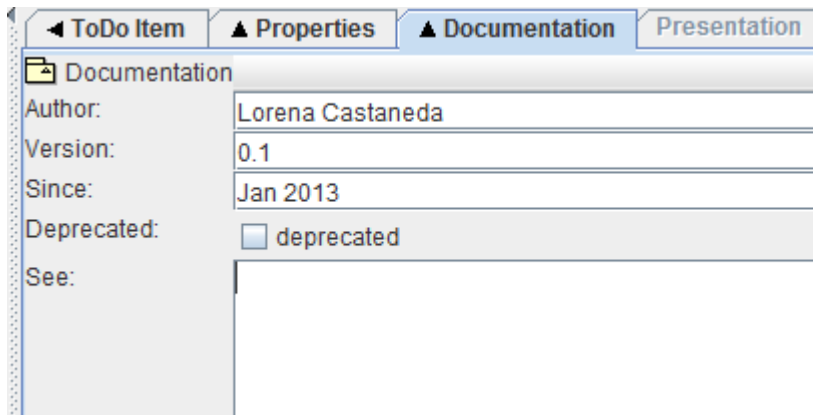 ToDo Item Properties Documentation Presentation
Documentation
Author: Lorena Castaneda
Version: 0.1
Since: Jan 2013
Deprecated: deprecated
See: